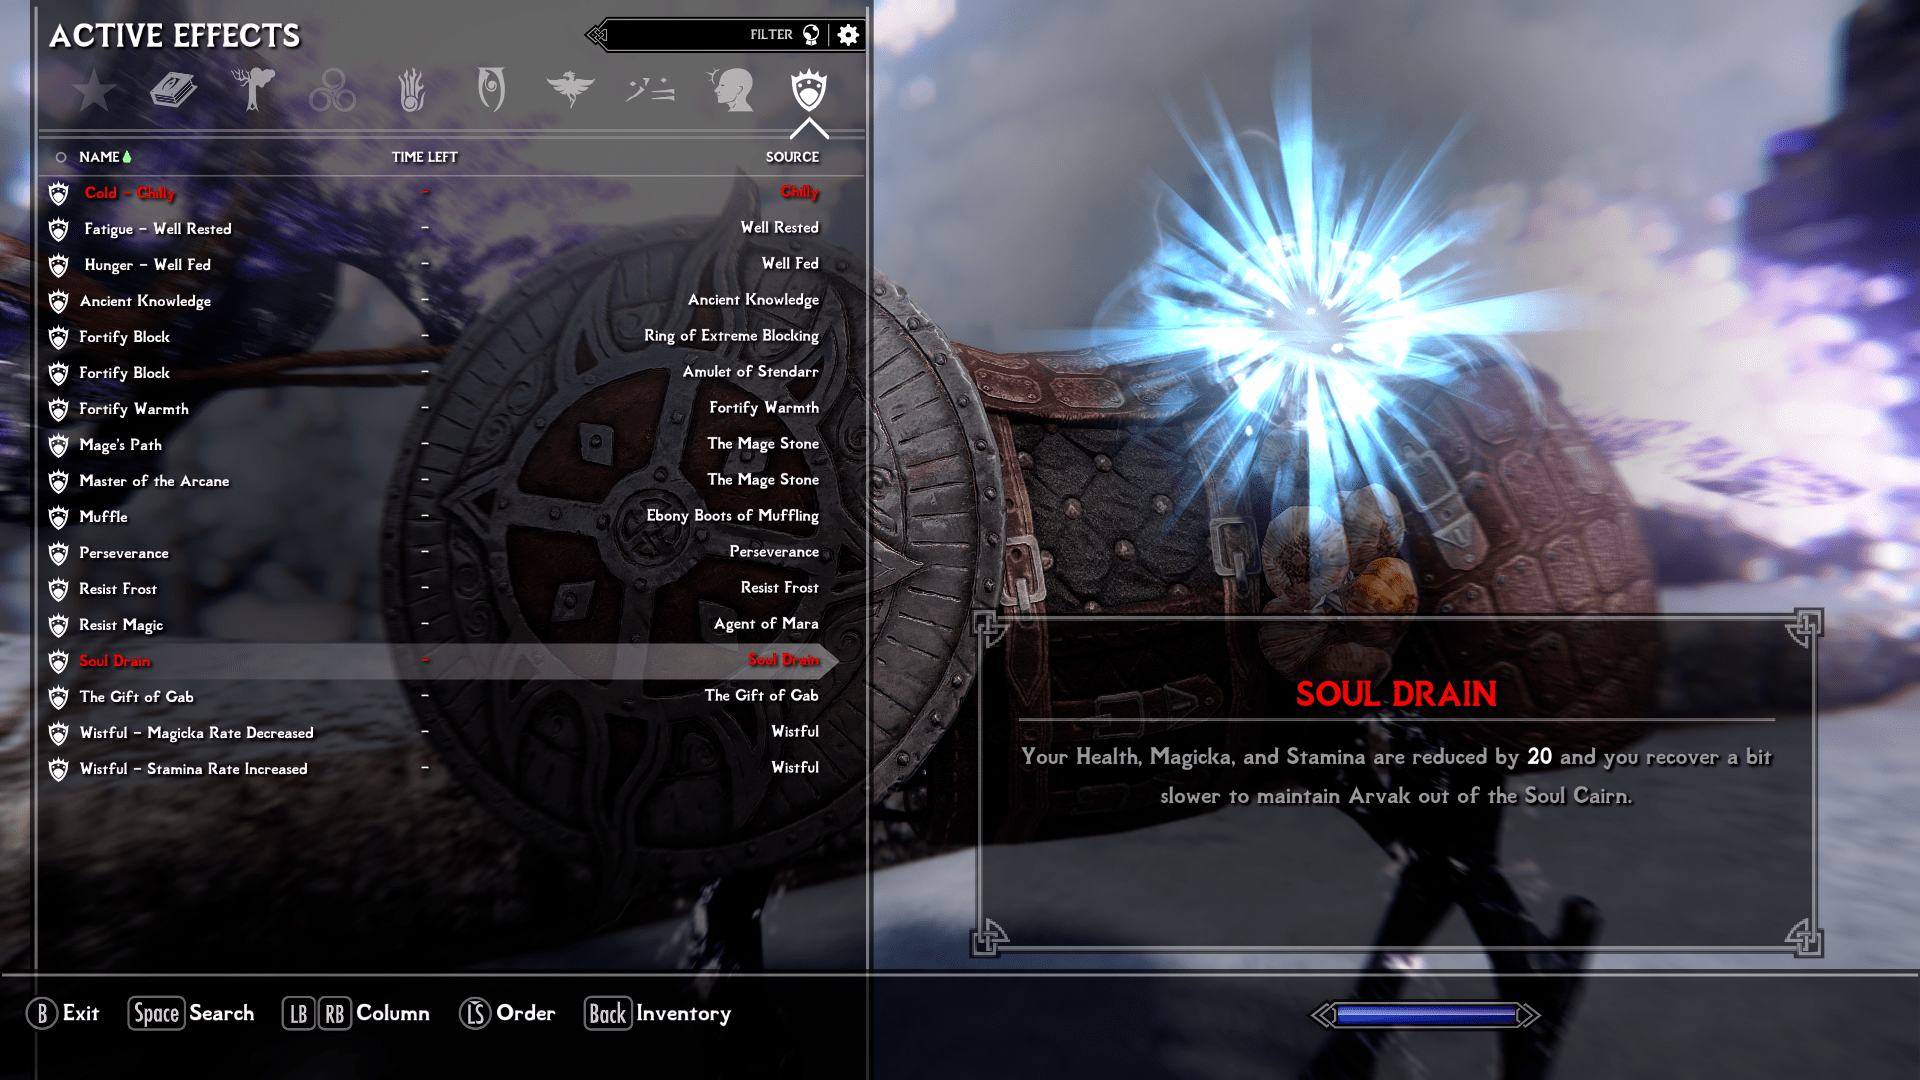 ACTIVE EFFECTS
FILTER
NAME TIME LEFT SOURCE
Cold - Chilly - Chilly
Fatigue - Well Rested - Well Rested
Hunger - Well Fed - Well Fed
Ancient Knowledge - Ancient Knowledge
Fortify Block - Ring of Extreme Blocking
Fortify Block - Amulet of Stendarr
Fortify Warmth - Fortify Warmth
Mage's Path - The Mage Stone
Master of the Arcane - The Mage Stone
Muffle - Ebony Boots of Muffling
Perseverance - Perseverance
Resist Frost - Resist Frost
Resist Magic - Agent of Mara
Soul Drain - Soul Drain
The Gift of Gab - The Gift of Gab
Wistful - Magicka Rate Decreased - Wistful
Wistful - Stamina Rate Increased - Wistful
SOUL DRAIN
Your Health, Magicka, and Stamina are reduced by 20 and you recover a bit
slower to maintain Arvak out of the Soul Cairn.
B Exit Space Search LB RB Column LS Order Back Inventory